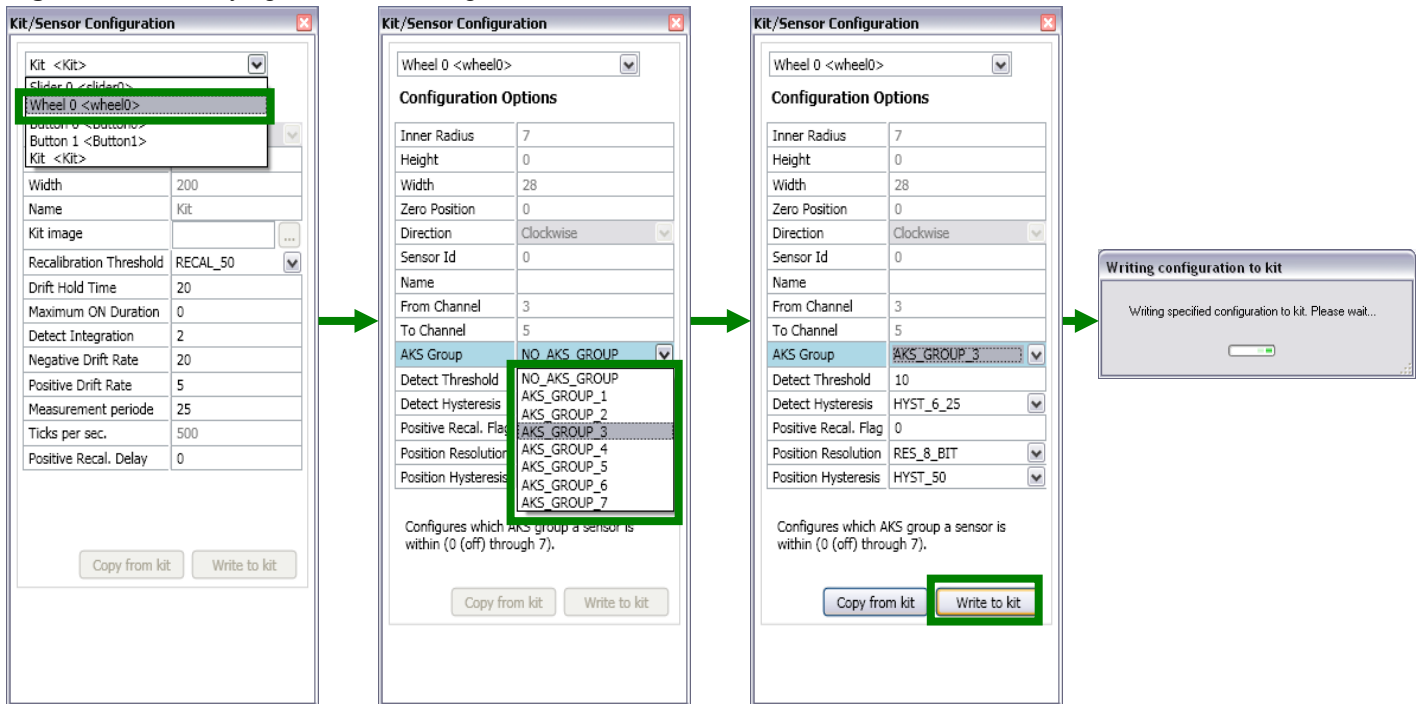 Kit/Sensor Configuration
Kit <Kit>
Slider 0 <slider0>
Wheel 0 <wheel0>
Button 0 <Button0>
Button 1 <Button1>
Kit <Kit>
Width 200
Name Kit
Kit image ...
Recalibration Threshold RECAL_50
Drift Hold Time 20
Maximum ON Duration 0
Detect Integration 2
Negative Drift Rate 20
Positive Drift Rate 5
Measurement periode 25
Ticks per sec. 500
Positive Recal. Delay 0
Copy from kit Write to kit
Kit/Sensor Configuration
Wheel 0 <wheel0>
Configuration Options
Inner Radius 7
Height 0
Width 28
Zero Position 0
Direction Clockwise
Sensor Id 0
Name
From Channel 3
To Channel 5
AKS Group NO_AKS_GROUP
Detect Threshold
Detect Hysteresis
Positive Recal. Flag
Position Resolution
Position Hysteresis
NO_AKS_GROUP
AKS_GROUP_1
AKS_GROUP_2
AKS_GROUP_3
AKS_GROUP_4
AKS_GROUP_5
AKS_GROUP_6
AKS_GROUP_7
Configures which AKS group a sensor is
within (0 (off) through 7).
Copy from kit Write to kit
Kit/Sensor Configuration
Wheel 0 <wheel0>
Configuration Options
Inner Radius 7
Height 0
Width 28
Zero Position 0
Direction Clockwise
Sensor Id 0
Name
From Channel 3
To Channel 5
AKS Group AKS_GROUP_3
Detect Threshold 10
Detect Hysteresis HYST_6_25
Positive Recal. Flag 0
Position Resolution RES_8_BIT
Position Hysteresis HYST_50
Configures which AKS group a sensor is
within (0 (off) through 7).
Copy from kit Write to kit
Writing configuration to kit
Writing specified configuration to kit. Please wait...